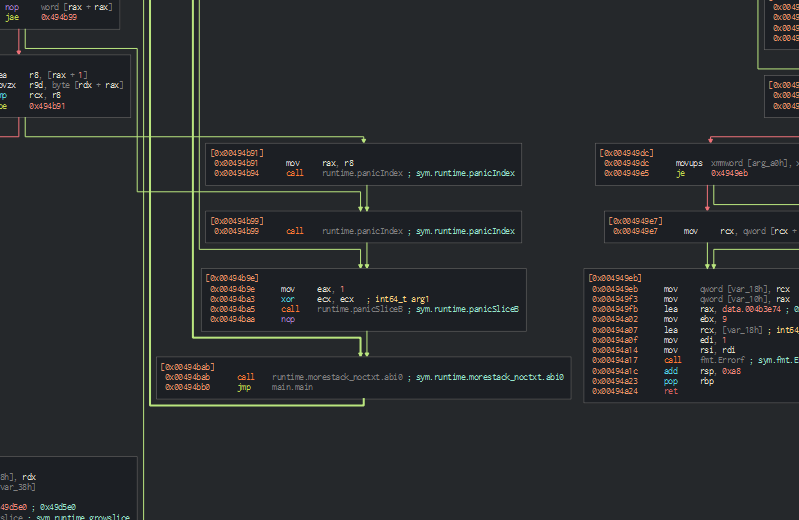 nop word [rax + rax]
jae 0x494b99
r8, [rax + 1]
r9d, byte [rdx + rax]
rcx, r8
0x494b91
[0x00494b91]
0x00494b91 mov rax, r8
0x00494b94 call runtime.panicIndex ; sym.runtime.panicIndex
[0x00494b99]
0x00494b99 call runtime.panicIndex ; sym.runtime.panicIndex
[0x00494b9e]
0x00494b9e mov eax, 1
0x00494ba3 xor ecx, ecx ; int64_t arg1
0x00494ba5 call runtime.panicSliceB ; sym.runtime.panicSliceB
0x00494baa nop
[0x00494bab]
0x00494bab call runtime.morestack_noctxt.abi0 ; sym.runtime.morestack_noctxt.abi0
0x00494bb0 jmp main.main
8h], rdx
var_38h]
49d5e0 ; 0x49d5e0
slice ; sym.runtime.growslice
0x0049
0x0049
0x0049
0x0049
0x0049
0x0049
0x0049
[0x004949dc]
0x004949dc movups xmmword [arg_a0h], x
0x004949e5 je 0x4949eb
[0x004949e7]
0x004949e7 mov rcx, qword [rcx +
[0x004949eb]
0x004949eb mov qword [var_18h], rcx
0x004949f3 mov qword [var_10h], rax
0x004949fb lea rax, data.004b3e74 ; 0
0x00494a02 mov ebx, 9
0x00494a07 lea rcx, [var_18h] ; int64
0x00494a0f mov edi, 1
0x00494a14 mov rsi, rdi
0x00494a17 call fmt.Errorf ; sym.fmt.E
0x00494a1c add rsp, 0xa8
0x00494a23 pop rbp
0x00494a24 ret